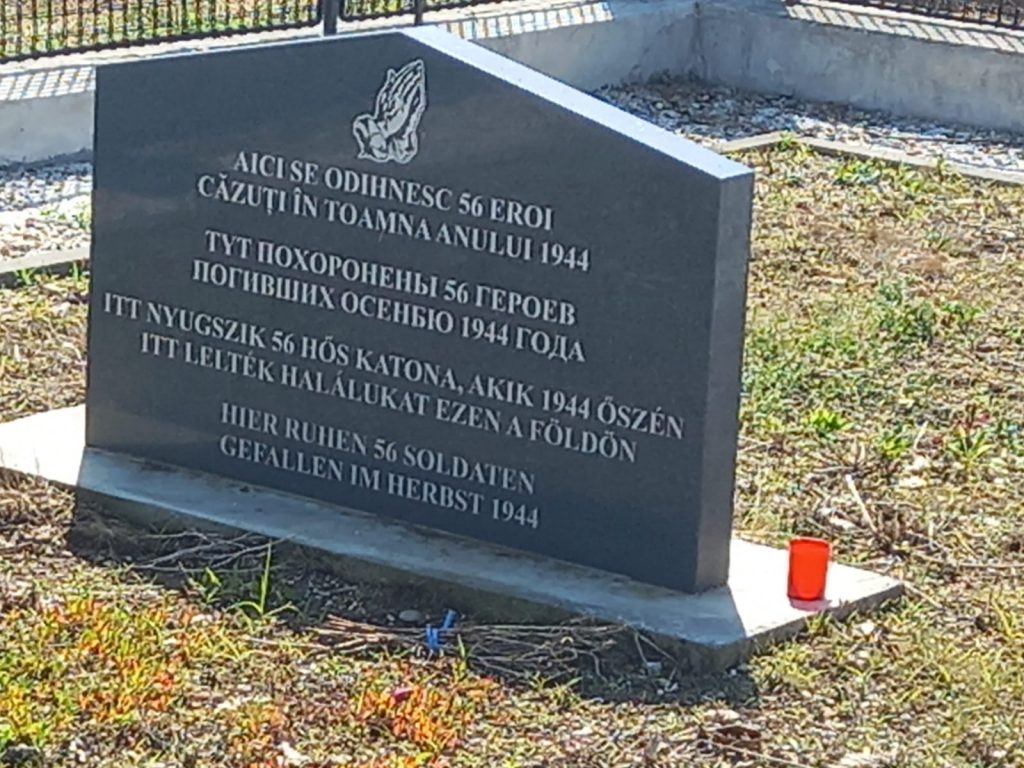 AICI SE ODIHNESC 56 EROI
CĂZUȚI ÎN TOAMNA ANULUI 1944
ТУТ ПОХОРОНЕНЫ 56 ГЕРОЕВ
ПОГИВШИХ ОСЕНЬЮ 1944 ГОДА
ITT NYUGSZIK 56 HŐS KATONA, AKIK 1944 ŐSZÉN
ITT LELTÉK HALÁLUKAT EZEN A FÖLDÖN
HIER RUHEN 56 SOLDATEN
GEFALLEN IM HERBST 1944